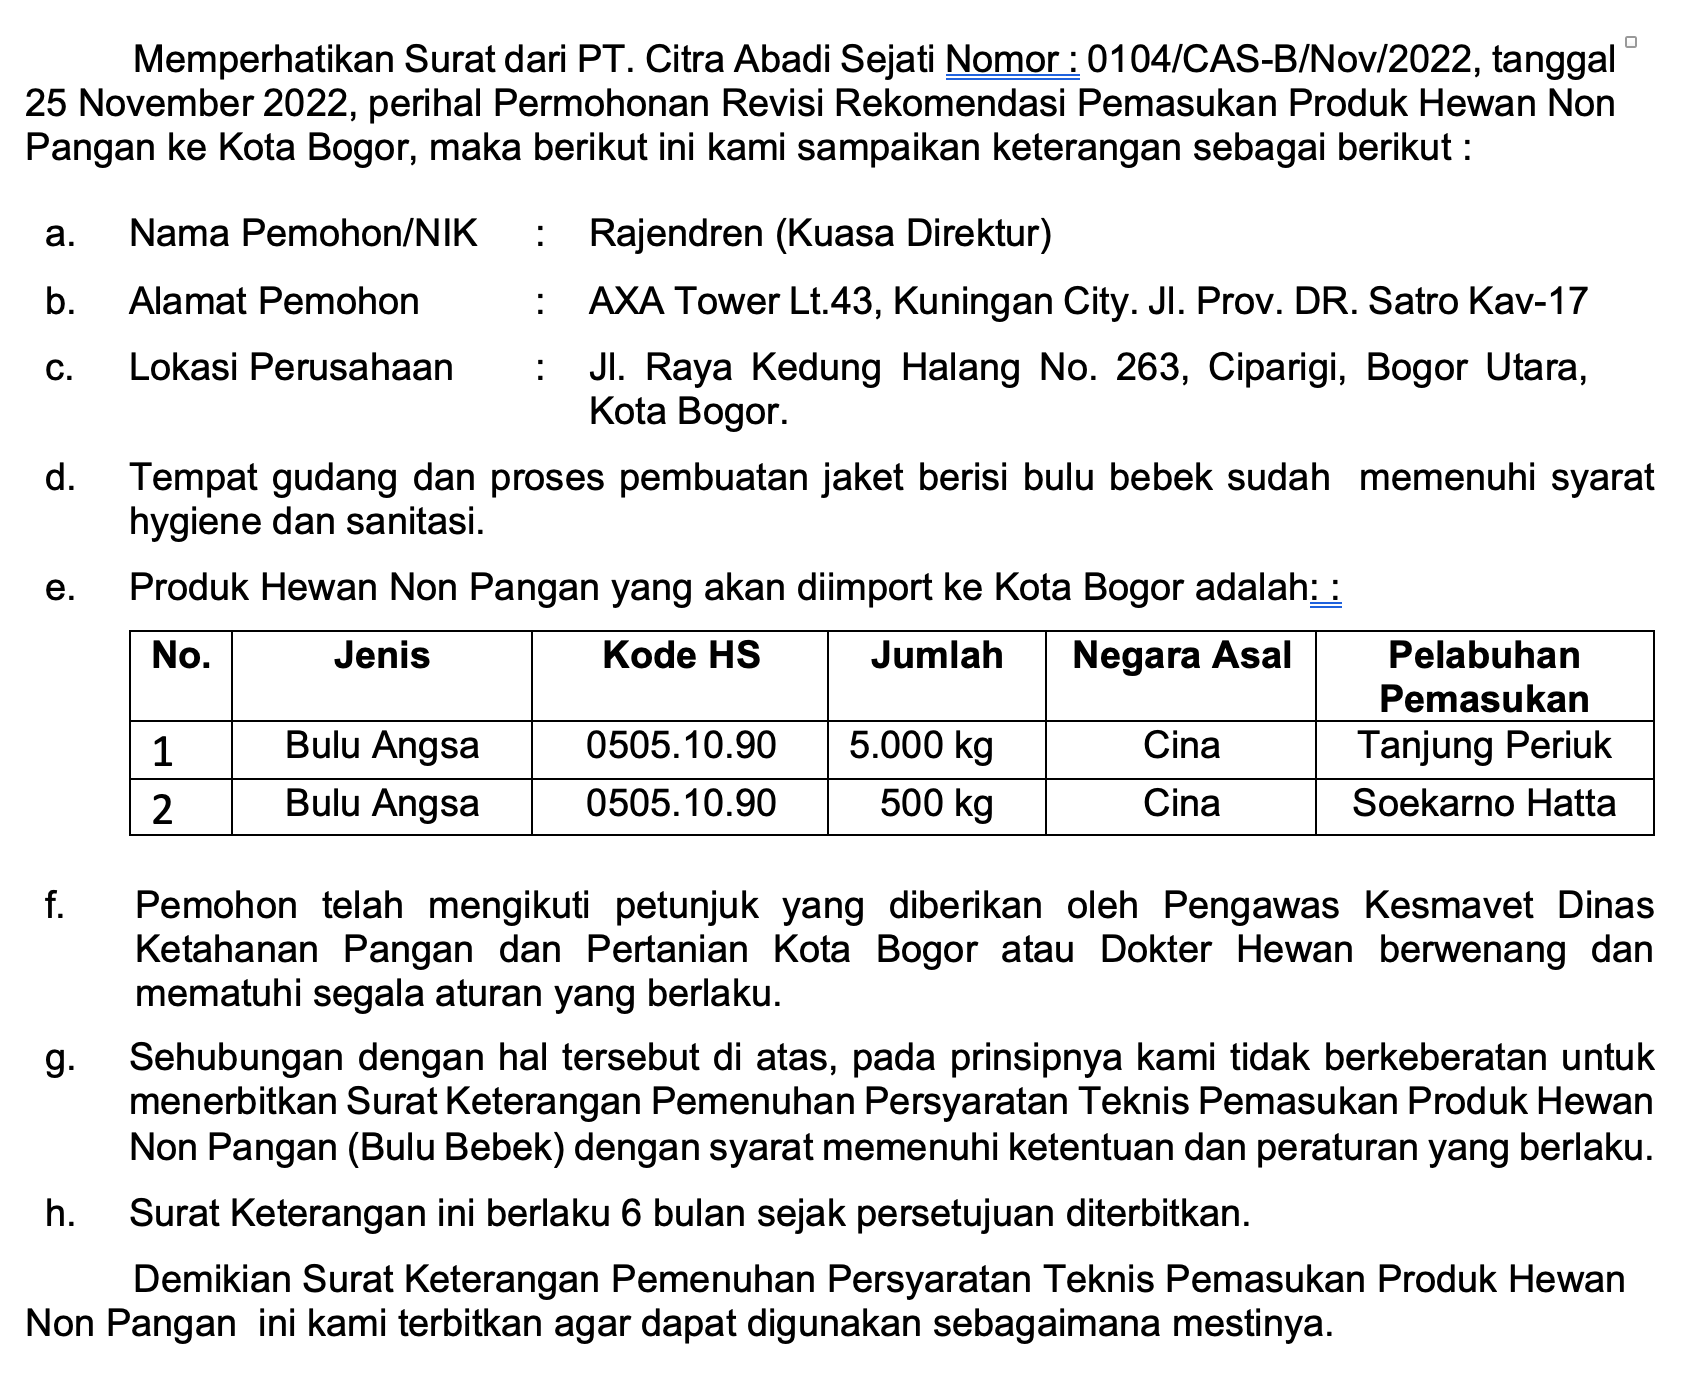 Memperhatikan Surat dari PT. Citra Abadi Sejati Nomor : 0104/CAS-B/Nov/2022, tanggal
25 November 2022, perihal Permohonan Revisi Rekomendasi Pemasukan Produk Hewan Non
Pangan ke Kota Bogor, maka berikut ini kami sampaikan keterangan sebagai berikut :
a. Nama Pemohon/NIK : Rajendren (Kuasa Direktur)
b. Alamat Pemohon : AXA Tower Lt.43, Kuningan City. Jl. Prov. DR. Satro Kav-17
c. Lokasi Perusahaan : Jl. Raya Kedung Halang No. 263, Ciparigi, Bogor Utara,
Kota Bogor.
d. Tempat gudang dan proses pembuatan jaket berisi bulu bebek sudah memenuhi syarat
hygiene dan sanitasi.
e. Produk Hewan Non Pangan yang akan diimport ke Kota Bogor adalah: :
No. Jenis Kode HS Jumlah Negara Asal Pelabuhan
Pemasukan
1 Bulu Angsa 0505.10.90 5.000 kg Cina Tanjung Periuk
2 Bulu Angsa 0505.10.90 500 kg Cina Soekarno Hatta
f. Pemohon telah mengikuti petunjuk yang diberikan oleh Pengawas Kesmavet Dinas
Ketahanan Pangan dan Pertanian Kota Bogor atau Dokter Hewan berwenang dan
mematuhi segala aturan yang berlaku.
g. Sehubungan dengan hal tersebut di atas, pada prinsipnya kami tidak berkeberatan untuk
menerbitkan Surat Keterangan Pemenuhan Persyaratan Teknis Pemasukan Produk Hewan
Non Pangan (Bulu Bebek) dengan syarat memenuhi ketentuan dan peraturan yang berlaku.
h. Surat Keterangan ini berlaku 6 bulan sejak persetujuan diterbitkan.
Demikian Surat Keterangan Pemenuhan Persyaratan Teknis Pemasukan Produk Hewan
Non Pangan ini kami terbitkan agar dapat digunakan sebagaimana mestinya.